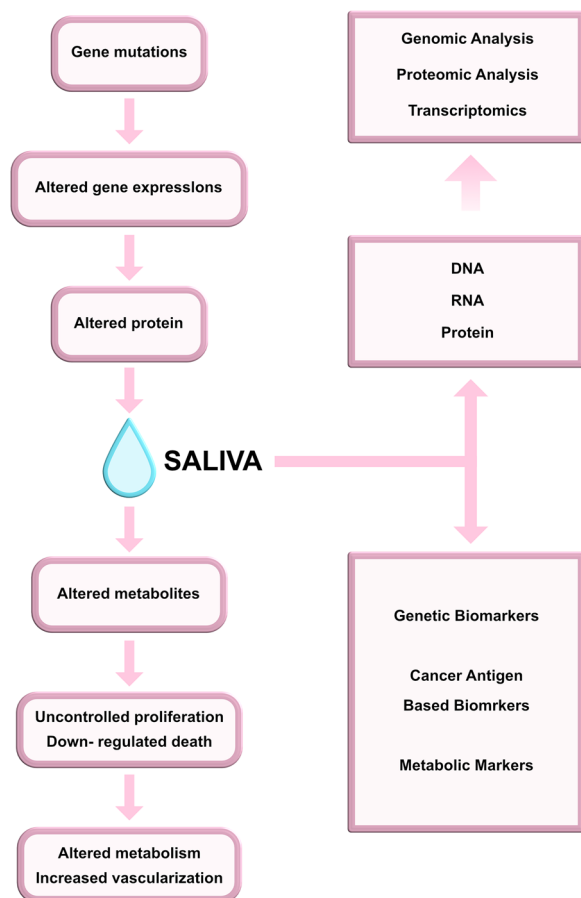 Gene mutations
Altered gene expresslons
Altered protein
SALIVA
Altered metabolites
Uncontrolled proliferation
Down- regulated death
Altered metabolism
Increased vascularization
Genomic Analysis
Proteomic Analysis
Transcriptomics
DNA
RNA
Protein
Genetic Biomarkers
Cancer Antigen
Based Biomrkers
Metabolic Markers